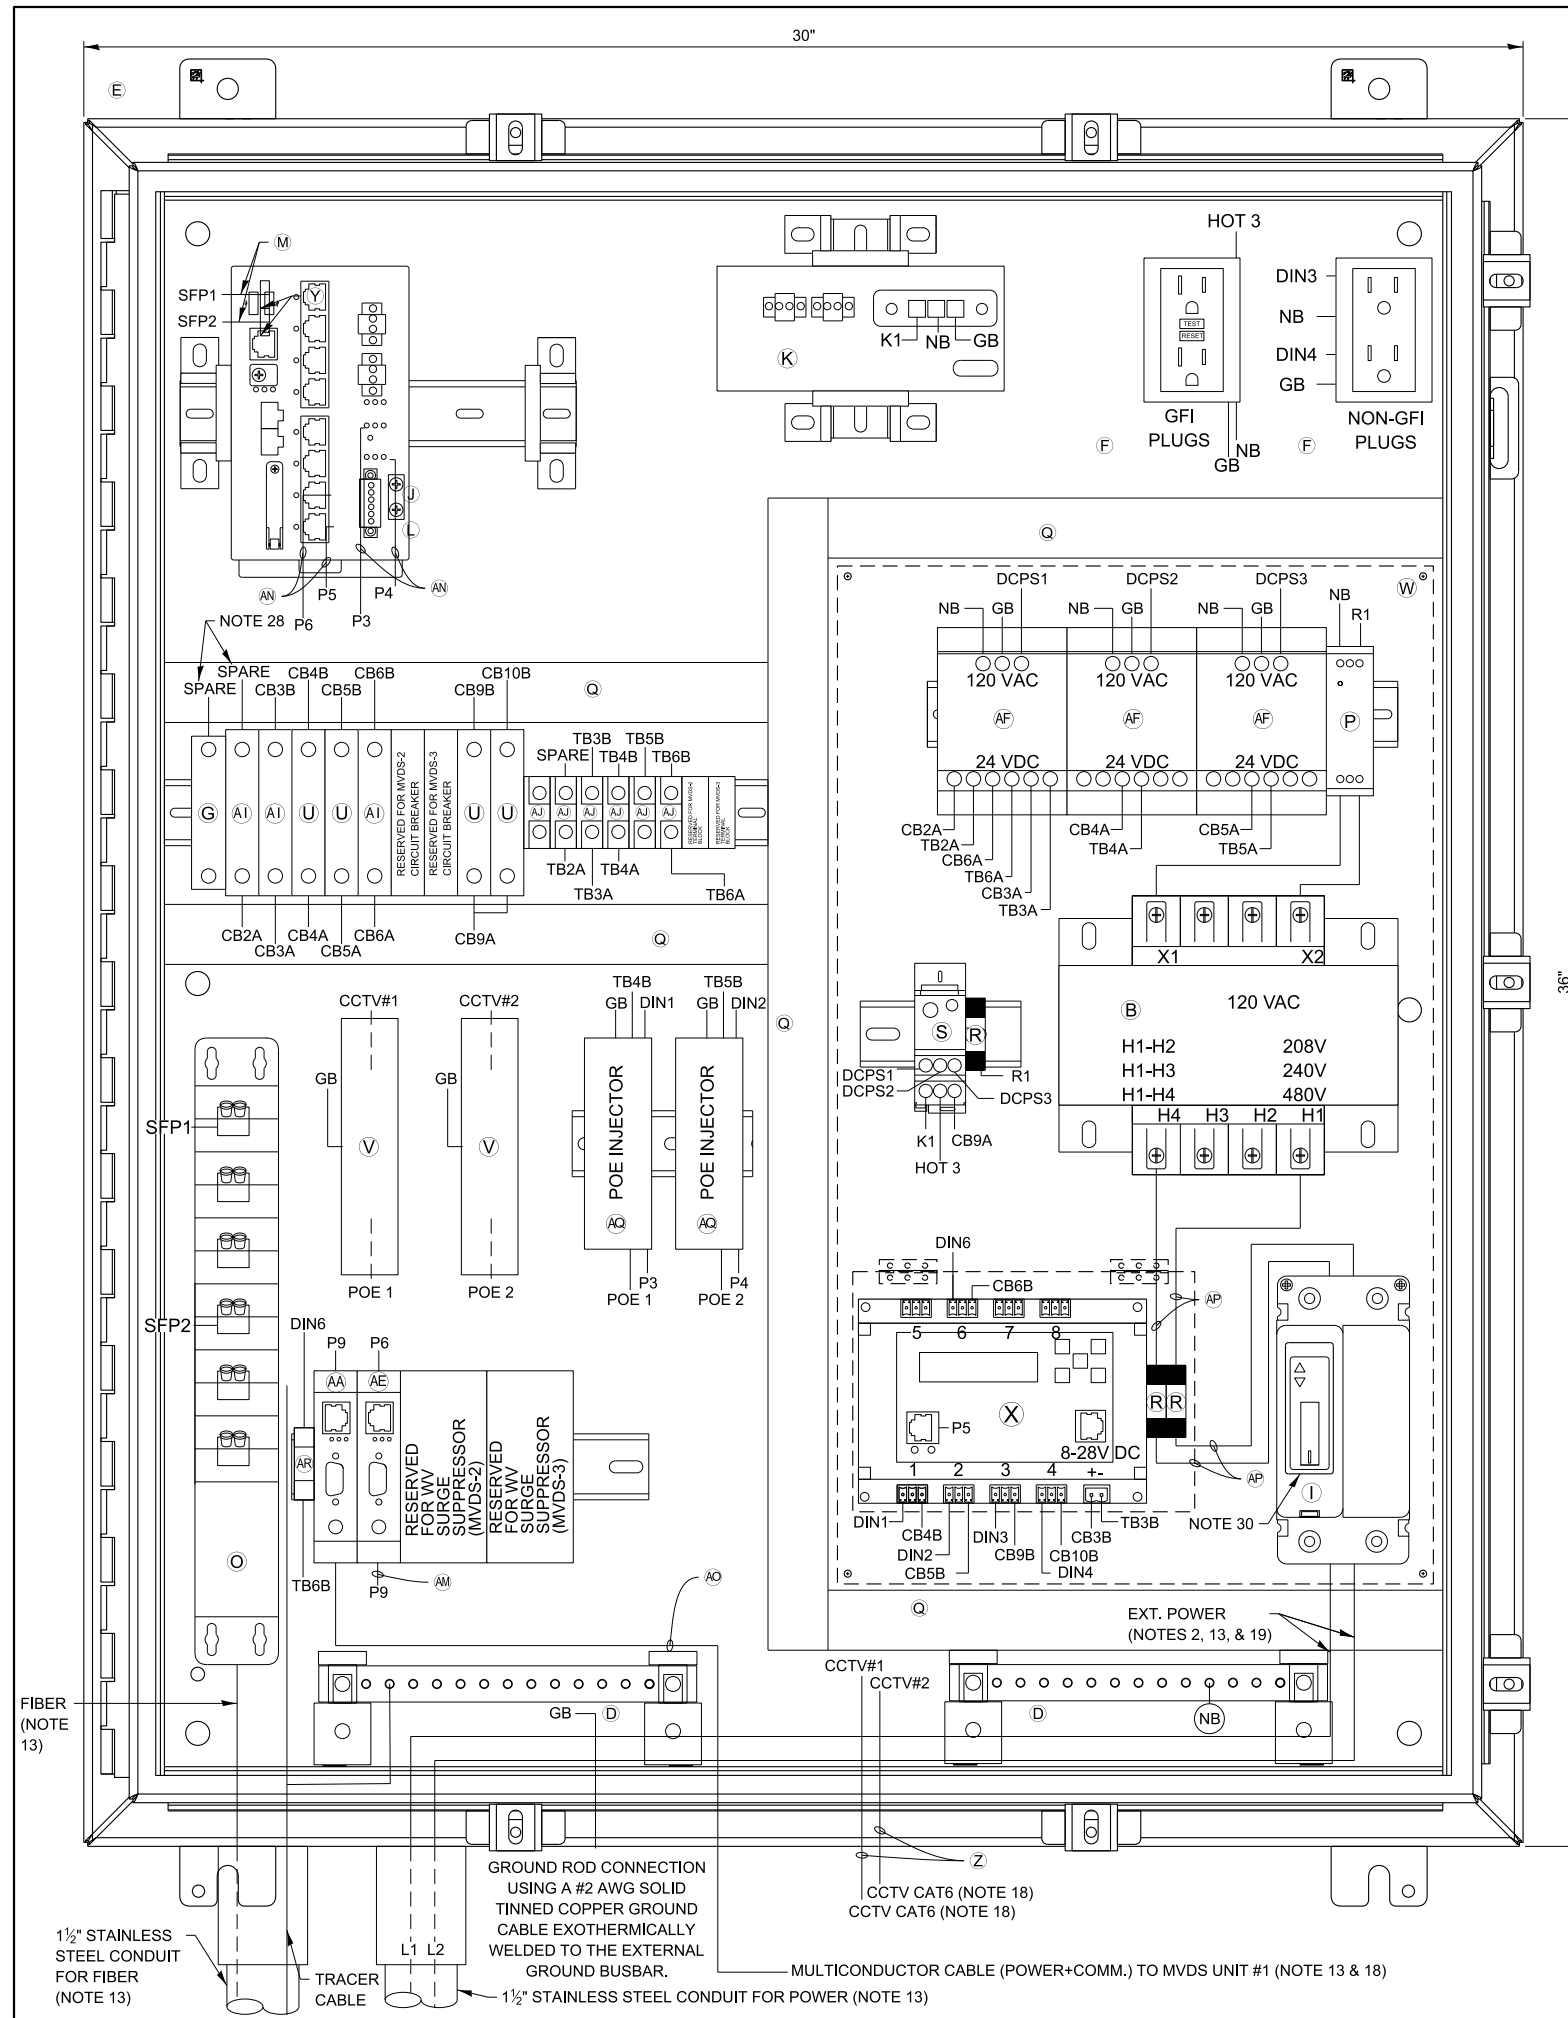 30"
E
HOT 3
M
SFP1
Y
SFP2
DIN3
NB
DIN4
GB
TEST
RESET
K1
NB
GB
K
GFI
PLUGS
NON-GFI
PLUGS
F
F
NB
GB
J
L
Q
AN
P5
P4
AN
P6
P3
NOTE 28
W
DCPS1
DCPS2
DCPS3
NB
GB
NB
GB
NB
GB
NB
R1
SPARE
SPARE
CB3B
CB4B
CB5B
CB6B
CB9B
CB10B
Q
120 VAC
120 VAC
120 VAC
AF
AF
AF
P
24 VDC
24 VDC
24 VDC
SPARE
TB3B
TB4B
TB5B
TB6B
G
AI
AI
U
U
AI
RESERVED FOR MVDS-2
CIRCUIT BREAKER
RESERVED FOR MVDS-3
CIRCUIT BREAKER
U
U
AJ
AJ
AJ
AJ
AJ
AJ
RESERVED FOR MVDS-2
TERMINAL
BLOCK
RESERVED FOR MVDS-3
TERMINAL
BLOCK
CB2A
TB2A
CB6A
TB6A
CB3A
TB3A
CB4A
TB4A
CB5A
TB5A
TB2A
TB3A
TB4A
TB6A
CB2A
CB3A
CB4A
CB5A
CB6A
CB9A
Q
X1
X2
B
120 VAC
H1-H2
208V
H1-H3
240V
H1-H4
480V
H4
H3
H2
H1
36"
CCTV#1
CCTV#2
TB4B
GB
DIN1
TB5B
GB
DIN2
Q
S
R
DCPS1
DCPS2
DCPS3
R1
K1
CB9A
HOT 3
GB
V
GB
V
POE INJECTOR
POE INJECTOR
AQ
AQ
SFP1
POE 1
POE 2
P3
POE 1
P4
POE 2
DIN6
CB6B
AP
SFP2
DIN6
P9
P6
AA
AE
5
6
7
8
X
P5
8-28V DC
R
R
AP
1
2
3
4
+-
I
NOTE 30
AR
RESERVED
FOR WV
SURGE
SUPPRESSOR
(MVDS-2)
RESERVED
FOR WV
SURGE
SUPPRESSOR
(MVDS-3)
DIN1
CB4B
DIN2
CB5B
DIN3
CB9B
CB10B
DIN4
CB3B
TB3B
O
TB6B
P9
AM
AO
Q
EXT. POWER
(NOTES 2, 13, & 19)
CCTV#1
CCTV#2
FIBER
(NOTE
13)
GB
D
D
NB
GROUND ROD CONNECTION
USING A #2 AWG SOLID
TINNED COPPER GROUND
CABLE EXOTHERMICALLY
WELDED TO THE EXTERNAL
GROUND BUSBAR.
Z
CCTV CAT6 (NOTE 18)
CCTV CAT6 (NOTE 18)
1½" STAINLESS
STEEL CONDUIT
FOR FIBER
(NOTE 13)
L1
L2
TRACER
CABLE
MULTICONDUCTOR CABLE (POWER+COMM.) TO MVDS UNIT #1 (NOTE 13 & 18)
1½" STAINLESS STEEL CONDUIT FOR POWER (NOTE 13)